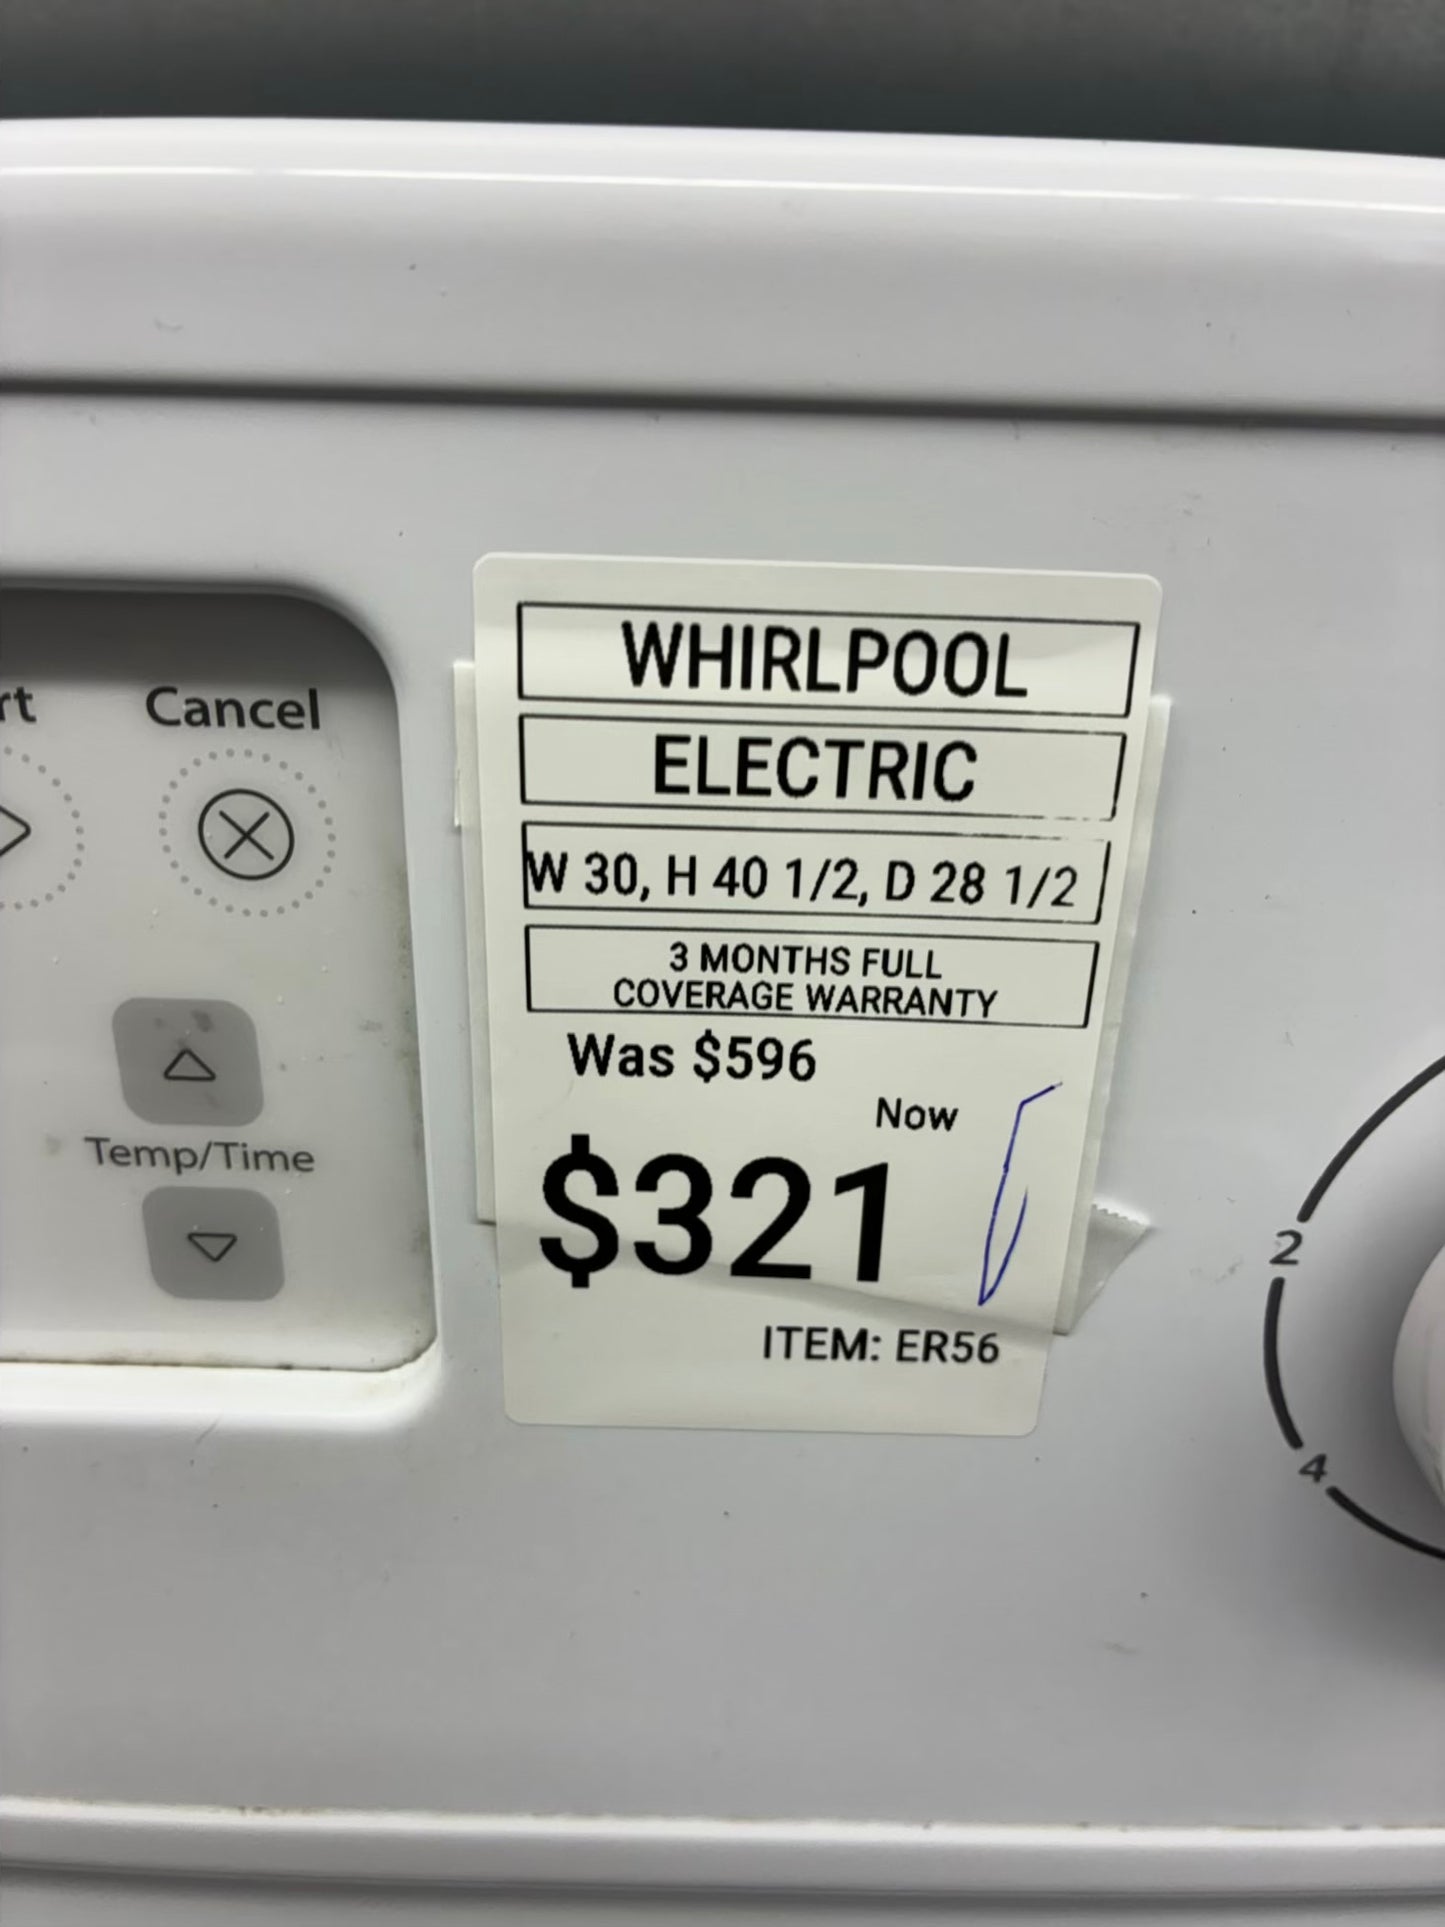 WHIRLPOOL
ELECTRIC
W 30, H 40 1/2, D 28 1/2
3 MONTHS FULL
COVERAGE WARRANTY
Was $596
Now
$321
ITEM: ER56
rt Cancel
Temp/Time
2
4